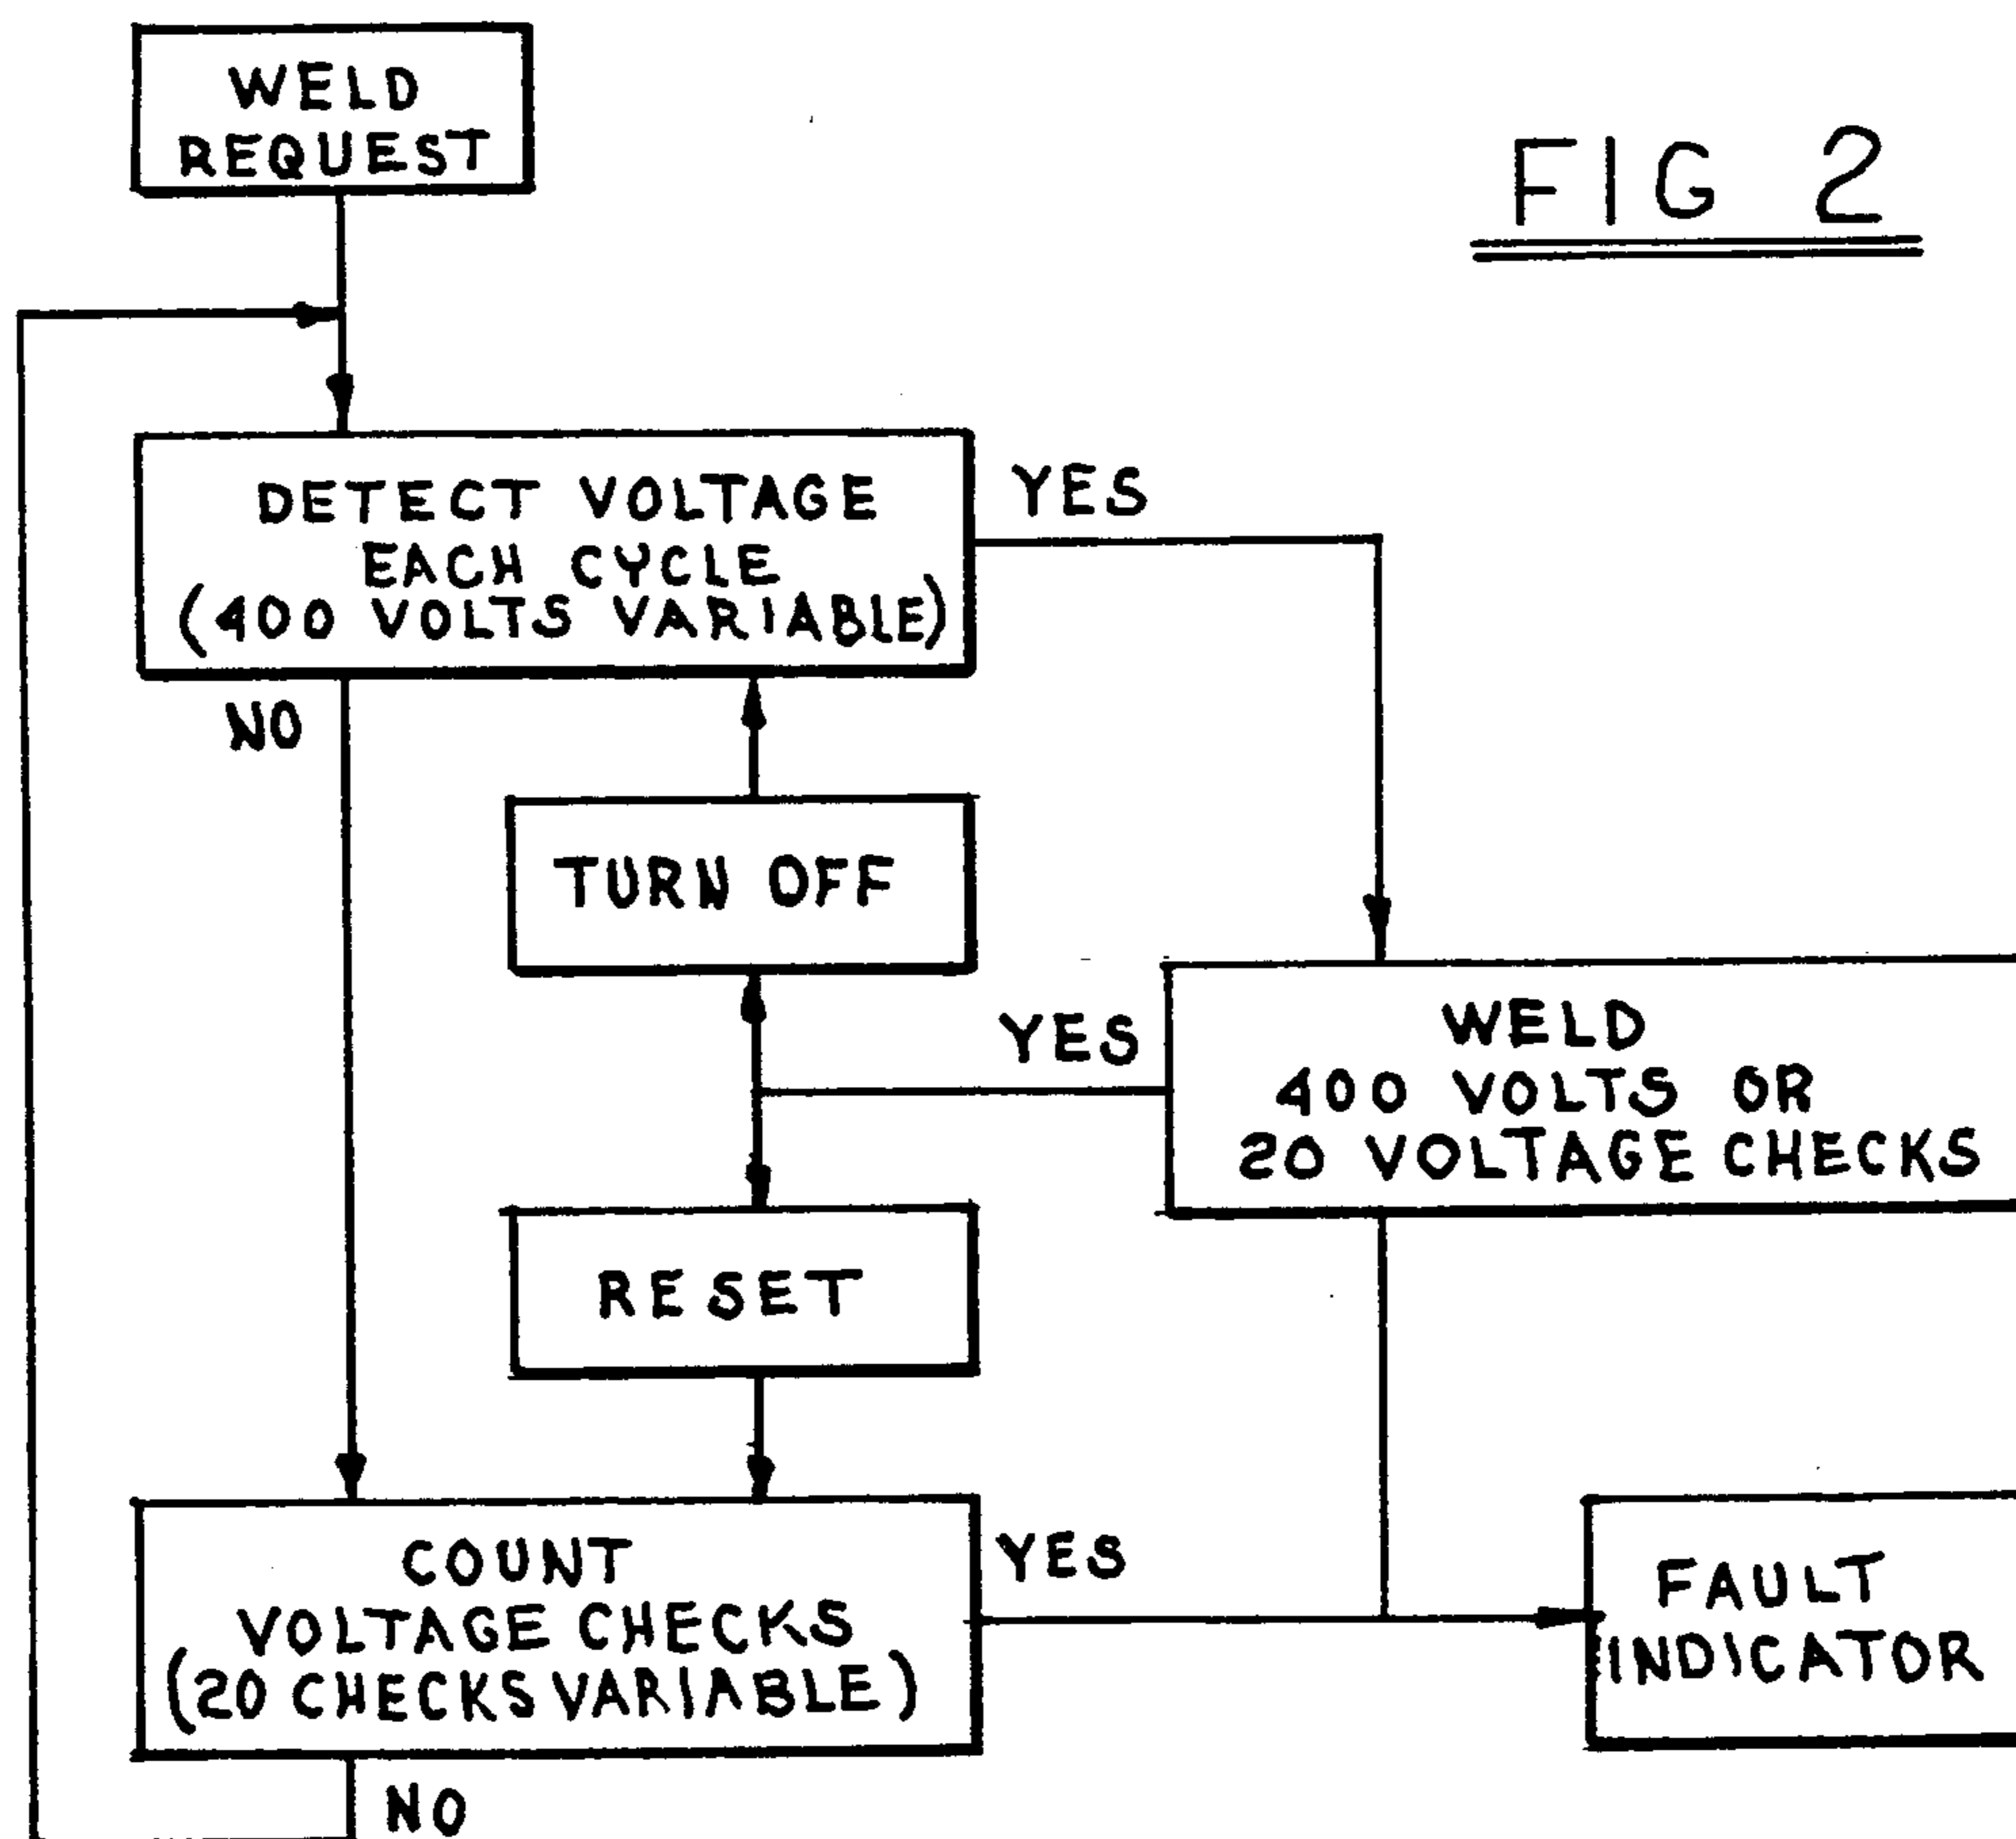 WELD
REQUEST
FIG 2
DETECT VOLTAGE
EACH CYCLE
(400 VOLTS VARIABLE)
YES
NO
TURN OFF
YES
WELD
400 VOLTS OR
20 VOLTAGE CHECKS
RESET
COUNT
VOLTAGE CHECKS
(20 CHECKS VARIABLE)
YES
FAULT
INDICATOR
NO